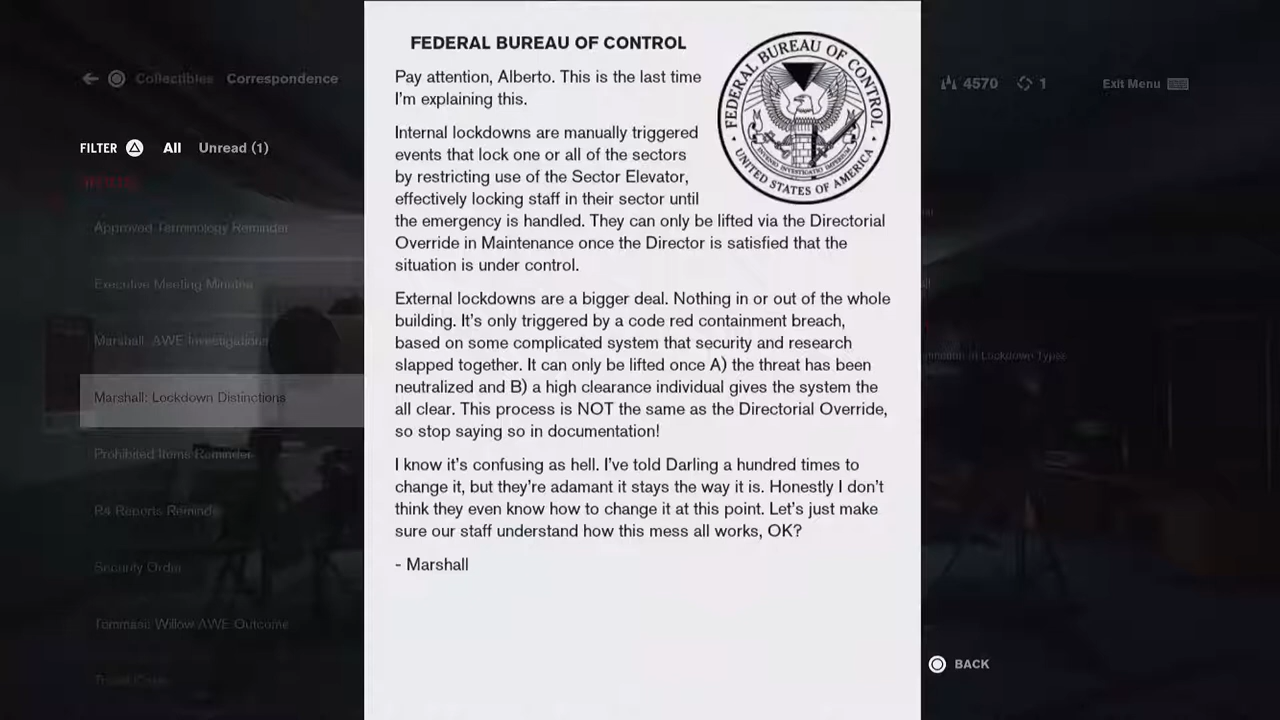 Collectibles Correspondence
4570 1 Exit Menu
FILTER All Unread (1)
Approved Terminology Reminder
Executive Meeting Minutes
Marshall: AWE Investigations
Marshall: Lockdown Distinctions
Prohibited Items Reminder
Security Order
Tommasi: Willow AWE Outcome
FEDERAL BUREAU OF CONTROL
Pay attention, Alberto. This is the last time
I'm explaining this.
Internal lockdowns are manually triggered
events that lock one or all of the sectors
by restricting use of the Sector Elevator,
effectively locking staff in their sector until
the emergency is handled. They can only be lifted via the Directorial
Override in Maintenance once the Director is satisfied that the
situation is under control.
External lockdowns are a bigger deal. Nothing in or out of the whole
building. It's only triggered by a code red containment breach,
based on some complicated system that security and research
slapped together. It can only be lifted once A) the threat has been
neutralized and B) a high clearance individual gives the system the
all clear. This process is NOT the same as the Directorial Override,
so stop saying so in documentation!
I know it's confusing as hell. I've told Darling a hundred times to
change it, but they're adamant it stays the way it is. Honestly I don't
think they even know how to change it at this point. Let's just make
sure our staff understand how this mess all works, OK?
- Marshall
FEDERAL BUREAU OF CONTROL
UNITED STATES OF AMERICA
in Lockdown Types
BACK